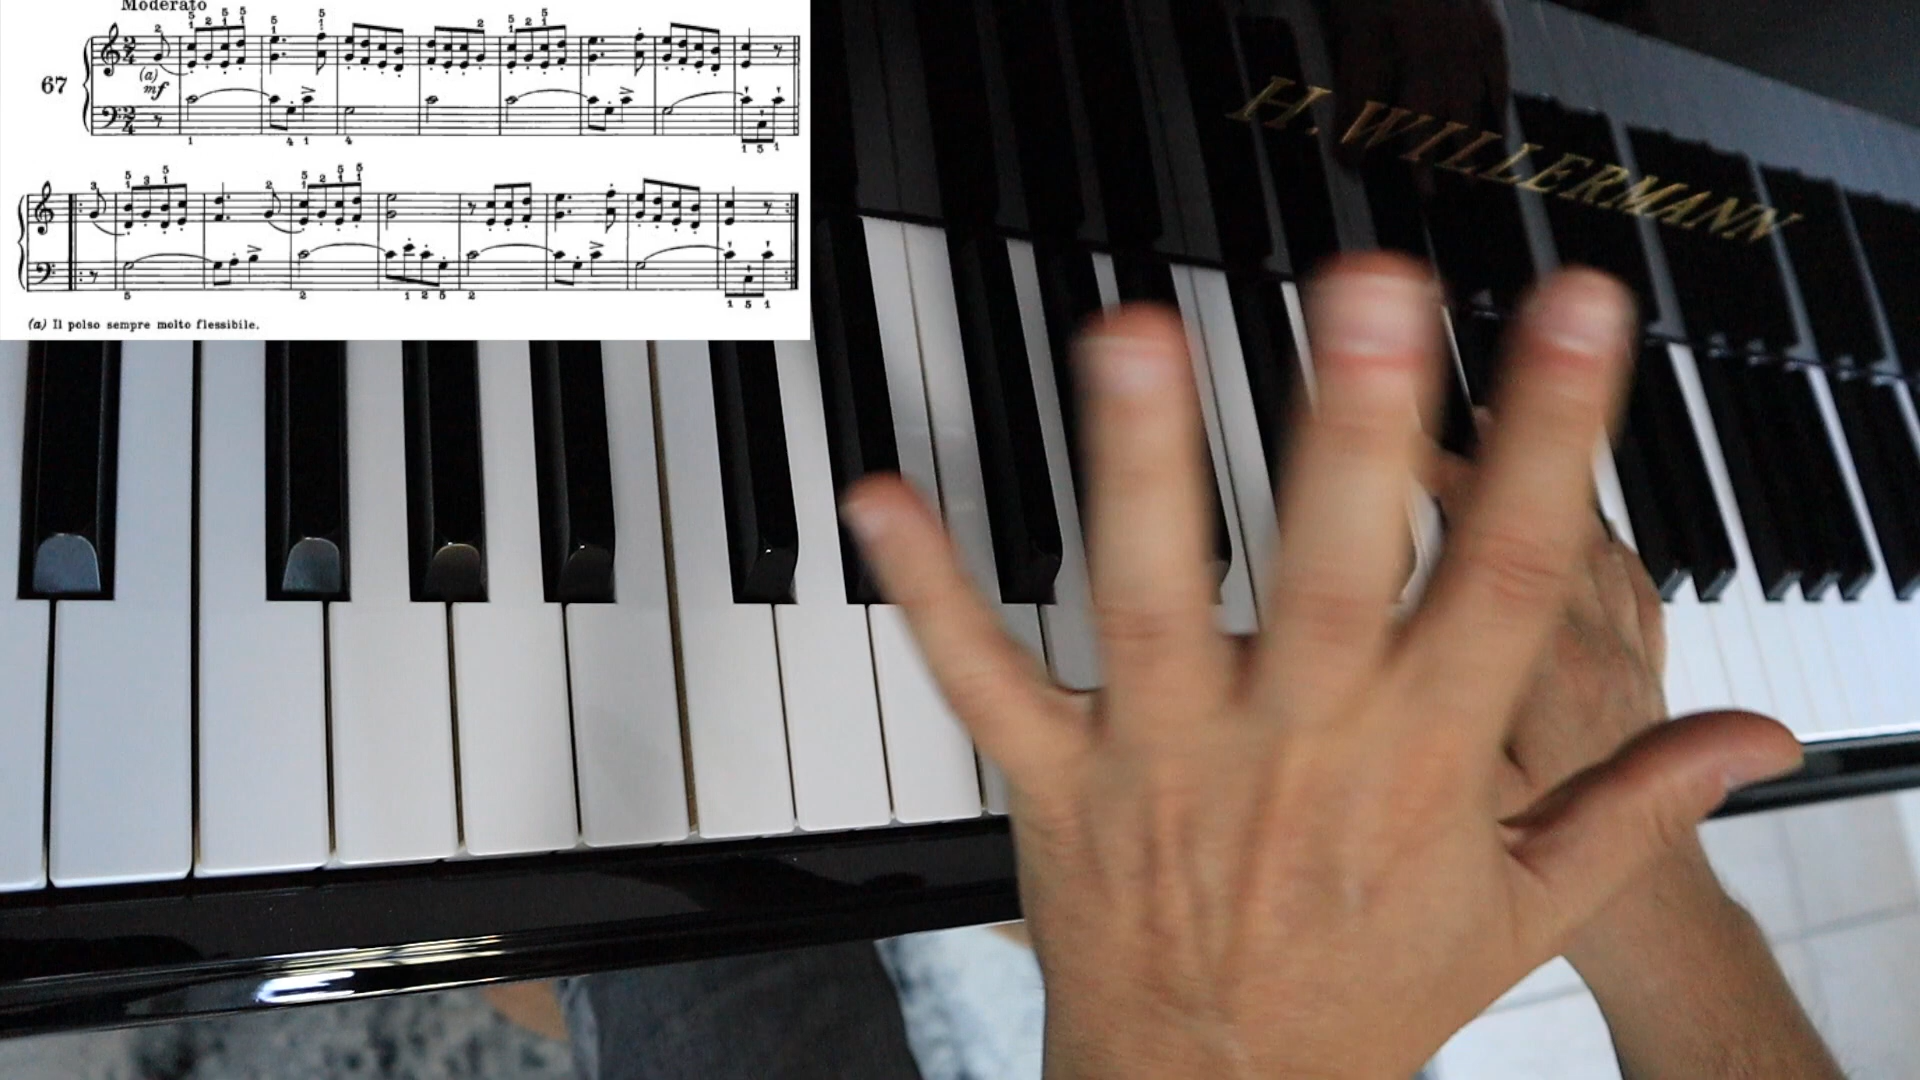 Moderato
67
(a)
mf
(a) Il polso sempre molto flessibile.
H. WILLERMANN